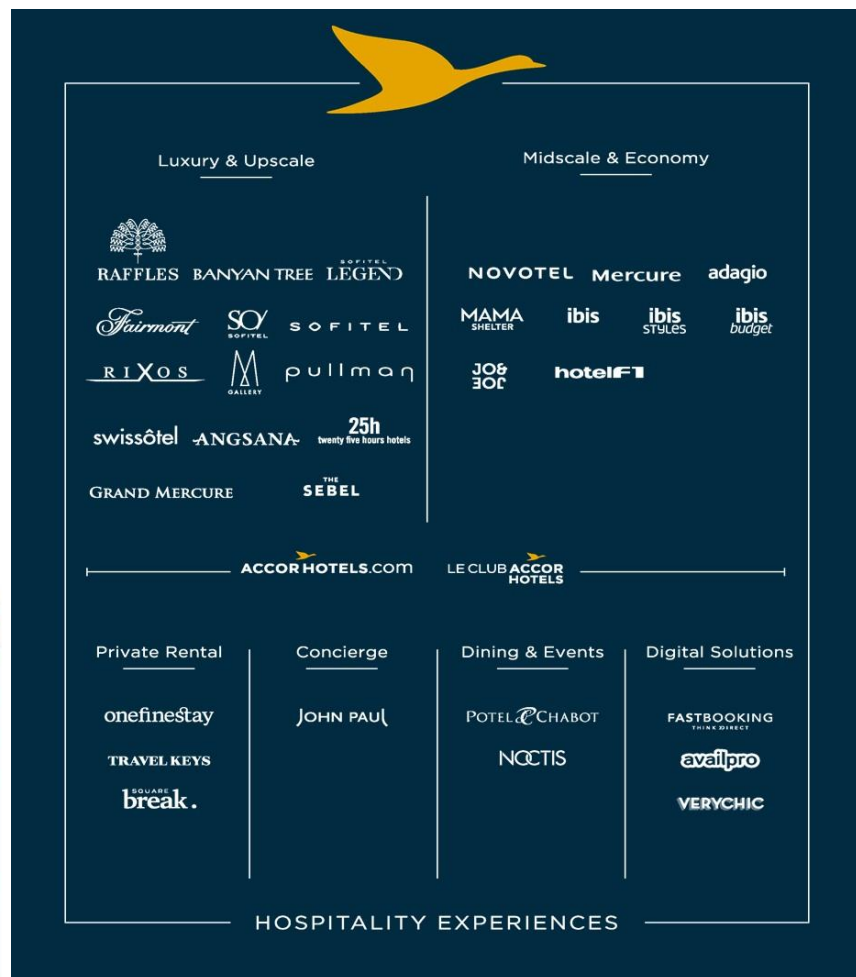 Luxury & Upscale
Midscale & Economy
RAFFLES BANYAN TREE SOFITEL LEGEND
Fairmont SO/ SOFITEL SOFITEL
RIXOS M GALLERY pullman
swissôtel ANGSANA 25h twenty five hours hotels
GRAND MERCURE THE SEBEL
NOVOTEL Mercure adagio
MAMA SHELTER ibis ibis STYLES ibis budget
JO& JOE hotelF1
ACCORHOTELS.com
LE CLUB ACCOR HOTELS
Private Rental
onefinestay
TRAVEL KEYS
SQUARE break.
Concierge
JOHN PAUL
Dining & Events
POTEL & CHABOT
NOCTIS
Digital Solutions
FASTBOOKING
THINK DIRECT
availpro
VERYCHIC
HOSPITALITY EXPERIENCES